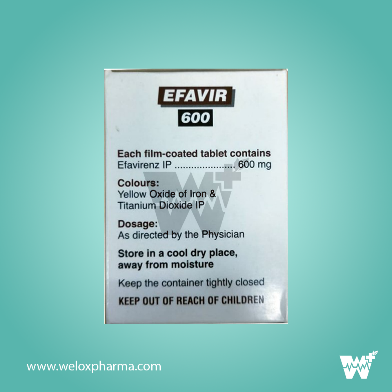 EFAVIR
600
Each film-coated tablet contains
Efavirenz IP ...................... 600 mg
Colours:
Yellow Oxide of Iron &
Titanium Dioxide IP
Dosage:
As directed by the Physician
Store in a cool dry place,
away from moisture
Keep the container tightly closed
KEEP OUT OF REACH OF CHILDREN
www.weloxpharma.com
W+